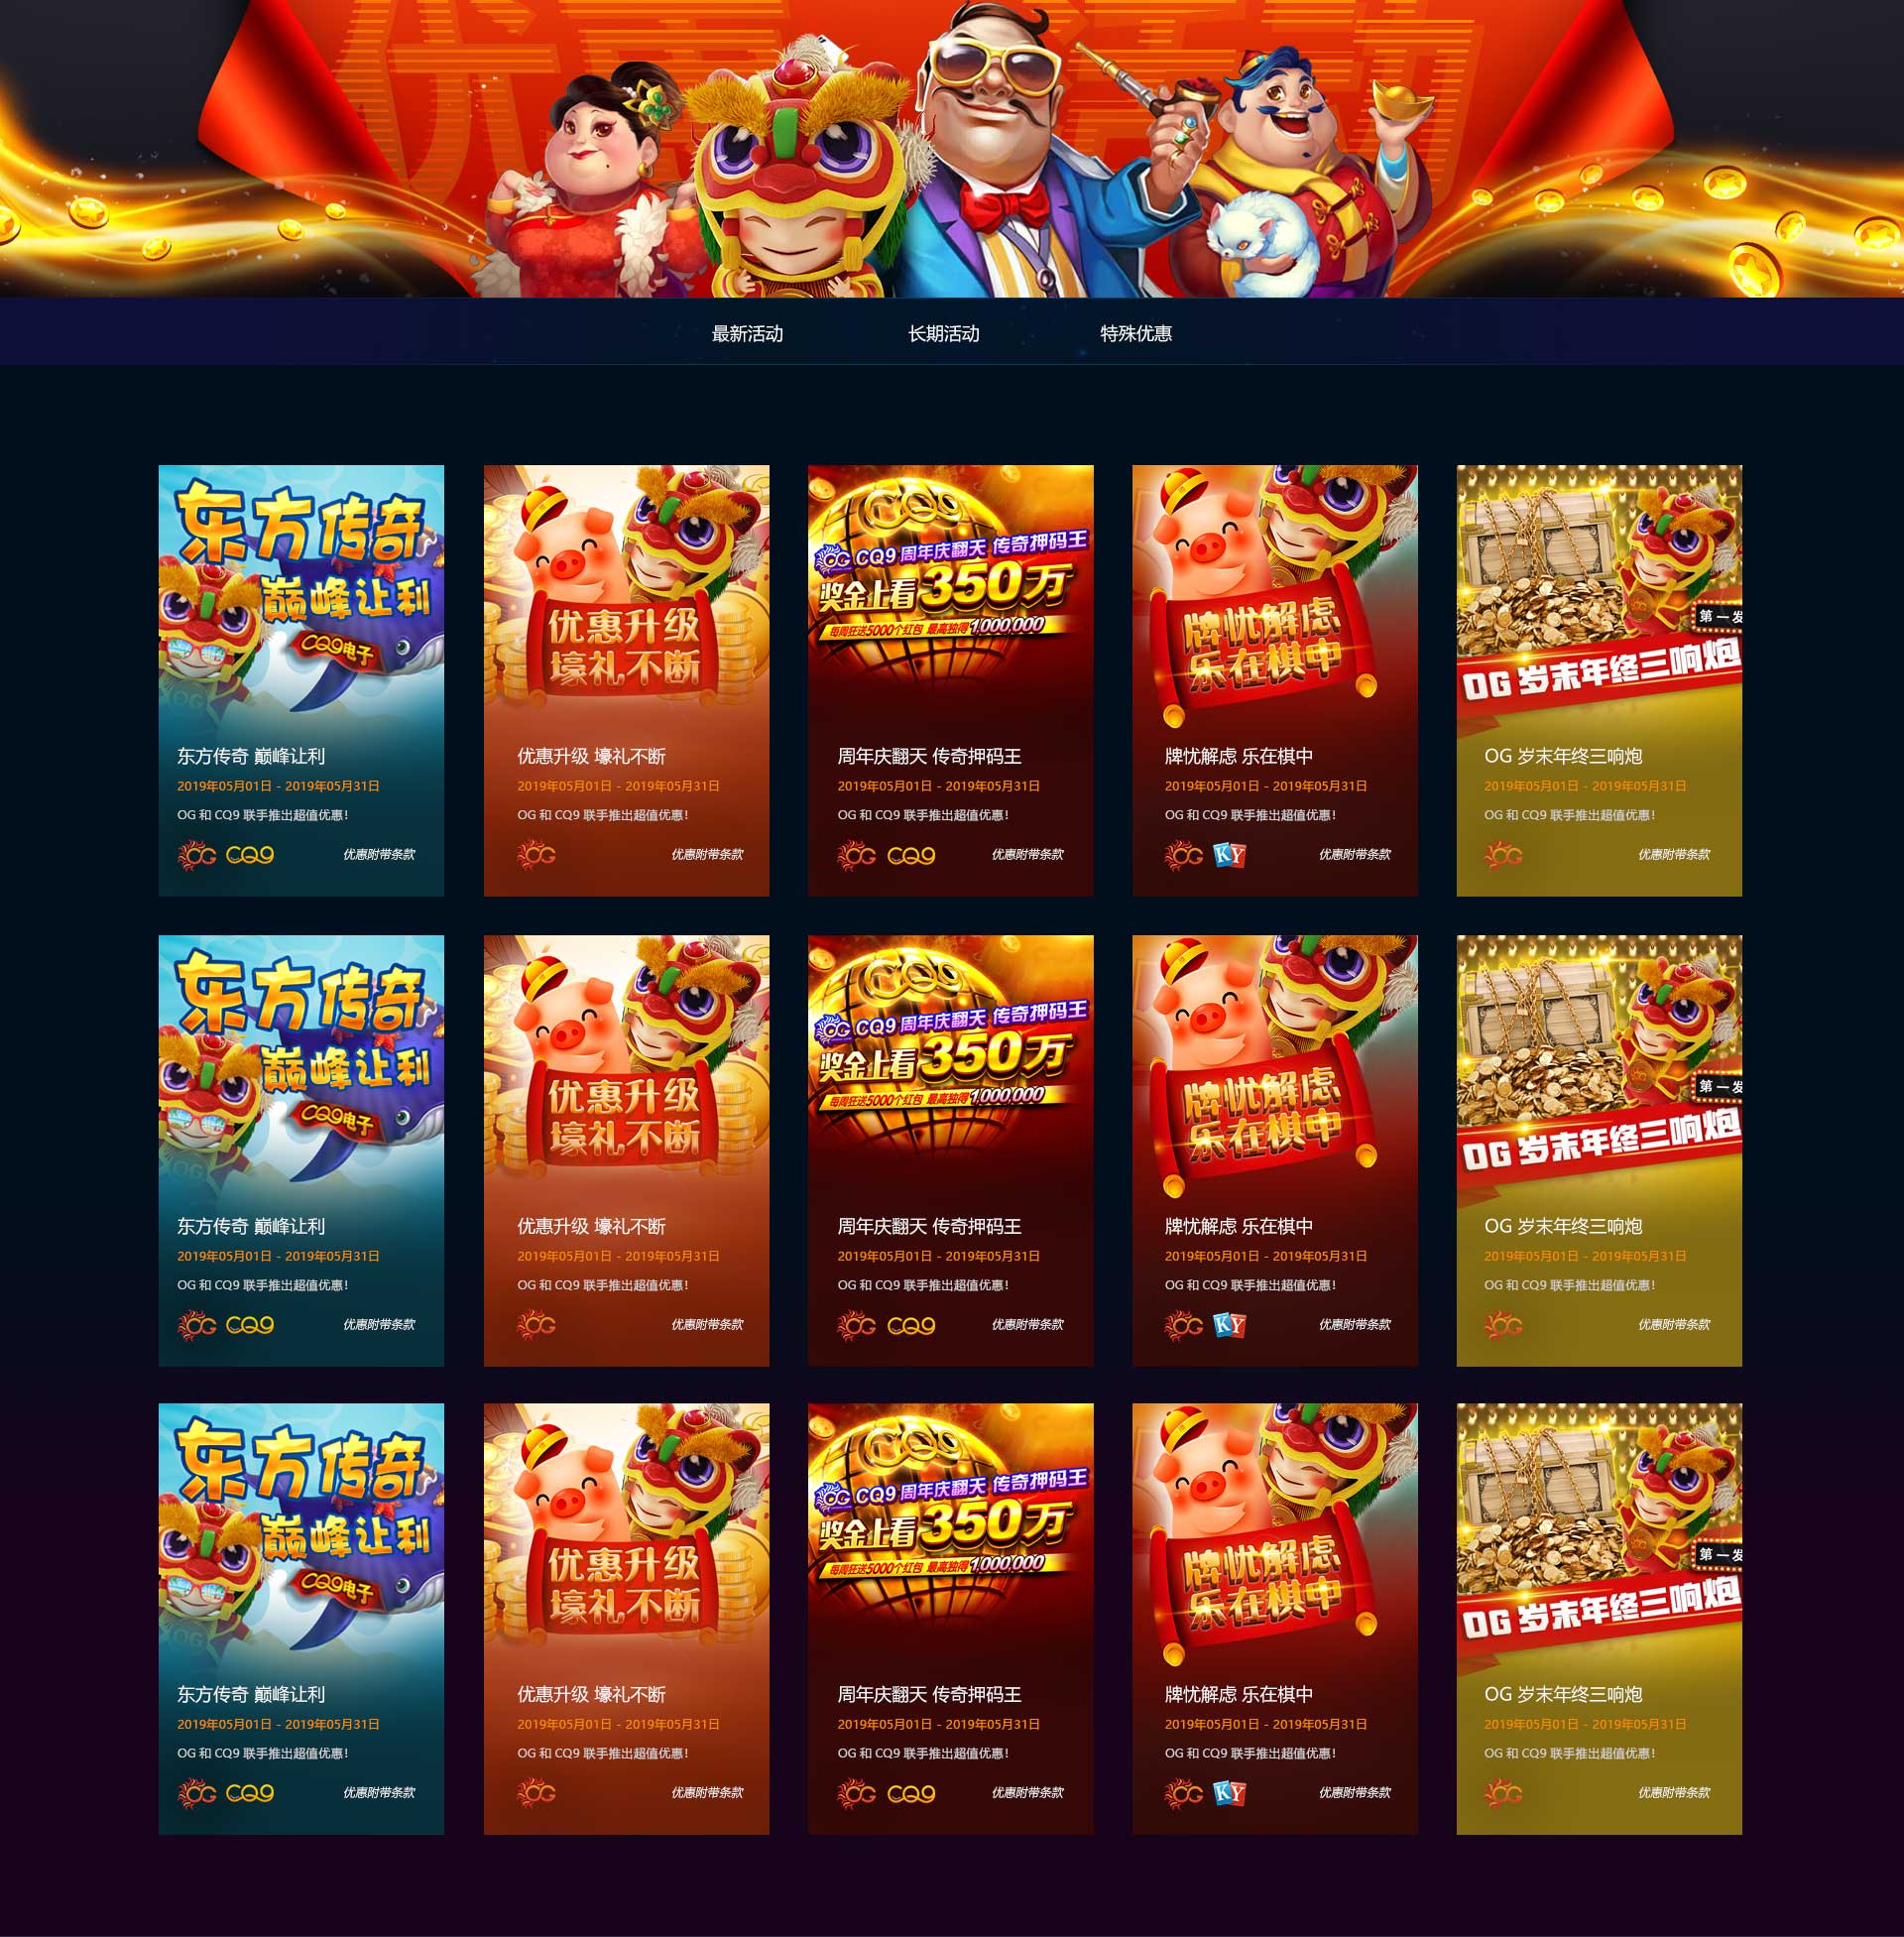 优惠活动
最新活动 长期活动 特殊优惠
东方传奇
巅峰让利
CQ9电子
东方传奇 巅峰让利
2019年05月01日 - 2019年05月31日
OG 和 CQ9 联手推出超值优惠!
OG CQ9 优惠附带条款
优惠升级
壕礼不断
优惠升级 壕礼不断
2019年05月01日 - 2019年05月31日
OG 和 CQ9 联手推出超值优惠!
OG 优惠附带条款
CQ9
OG CQ9 周年庆翻天 传奇押码王
奖金上看350万
每周狂送5000个红包 最高独得1,000,000
周年庆翻天 传奇押码王
2019年05月01日 - 2019年05月31日
OG 和 CQ9 联手推出超值优惠!
OG CQ9 优惠附带条款
牌忧解虑
乐在棋中
牌忧解虑 乐在棋中
2019年05月01日 - 2019年05月31日
OG 和 CQ9 联手推出超值优惠!
OG KY 优惠附带条款
第一发
OG 岁末年终三响炮
OG 岁末年终三响炮
2019年05月01日 - 2019年05月31日
OG 和 CQ9 联手推出超值优惠!
OG 优惠附带条款
东方传奇
巅峰让利
CQ9电子
东方传奇 巅峰让利
2019年05月01日 - 2019年05月31日
OG 和 CQ9 联手推出超值优惠!
OG CQ9 优惠附带条款
优惠升级
壕礼不断
优惠升级 壕礼不断
2019年05月01日 - 2019年05月31日
OG 和 CQ9 联手推出超值优惠!
OG 优惠附带条款
CQ9
OG CQ9 周年庆翻天 传奇押码王
奖金上看350万
每周狂送5000个红包 最高独得1,000,000
周年庆翻天 传奇押码王
2019年05月01日 - 2019年05月31日
OG 和 CQ9 联手推出超值优惠!
OG CQ9 优惠附带条款
牌忧解虑
乐在棋中
牌忧解虑 乐在棋中
2019年05月01日 - 2019年05月31日
OG 和 CQ9 联手推出超值优惠!
OG KY 优惠附带条款
第一发
OG 岁末年终三响炮
OG 岁末年终三响炮
2019年05月01日 - 2019年05月31日
OG 和 CQ9 联手推出超值优惠!
OG 优惠附带条款
东方传奇
巅峰让利
CQ9电子
东方传奇 巅峰让利
2019年05月01日 - 2019年05月31日
OG 和 CQ9 联手推出超值优惠!
OG CQ9 优惠附带条款
优惠升级
壕礼不断
优惠升级 壕礼不断
2019年05月01日 - 2019年05月31日
OG 和 CQ9 联手推出超值优惠!
OG 优惠附带条款
CQ9
OG CQ9 周年庆翻天 传奇押码王
奖金上看350万
每周狂送5000个红包 最高独得1,000,000
周年庆翻天 传奇押码王
2019年05月01日 - 2019年05月31日
OG 和 CQ9 联手推出超值优惠!
OG CQ9 优惠附带条款
牌忧解虑
乐在棋中
牌忧解虑 乐在棋中
2019年05月01日 - 2019年05月31日
OG 和 CQ9 联手推出超值优惠!
OG KY 优惠附带条款
第一发
OG 岁末年终三响炮
OG 岁末年终三响炮
2019年05月01日 - 2019年05月31日
OG 和 CQ9 联手推出超值优惠!
OG 优惠附带条款